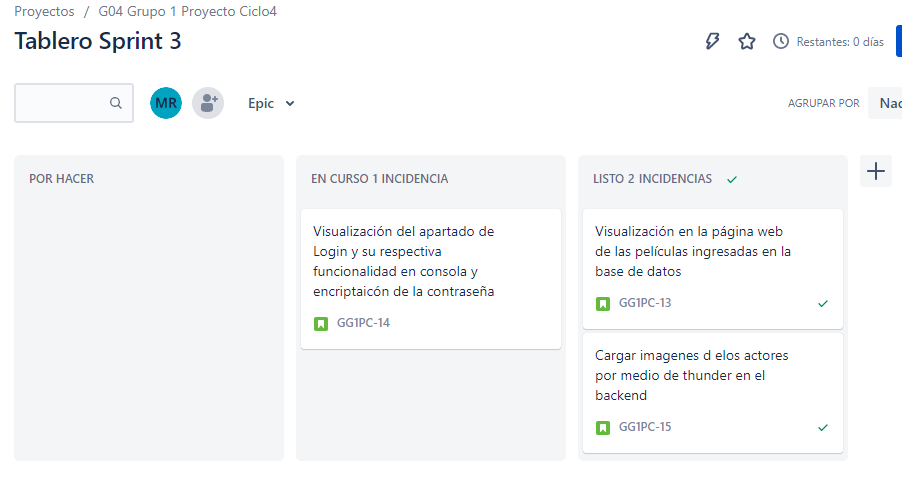 Proyectos / G04 Grupo 1 Proyecto Ciclo4
Tablero Sprint 3
Restantes: 0 días
MR
Epic
AGRUPAR POR
Nad
POR HACER
EN CURSO 1 INCIDENCIA
Visualización del apartado de
Login y su respectiva
funcionalidad en consola y
encriptaicón de la contraseña
GG1PC-14
LISTO 2 INCIDENCIAS
Visualización en la página web
de las películas ingresadas en la
base de datos
GG1PC-13
Cargar imagenes d elos actores
por medio de thunder en el
backend
GG1PC-15